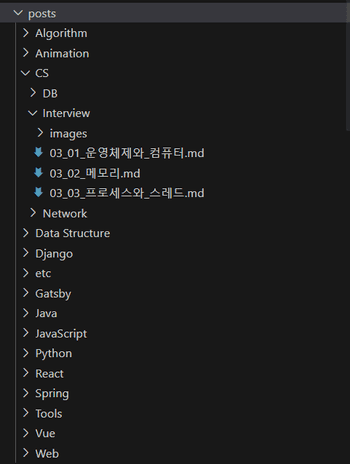 posts
Algorithm
Animation
CS
DB
Interview
images
03_01_운영체제와_컴퓨터.md
03_02_메모리.md
03_03_프로세스와_스레드.md
Network
Data Structure
Django
etc
Gatsby
Java
JavaScript
Python
React
Spring
Tools
Vue
Web